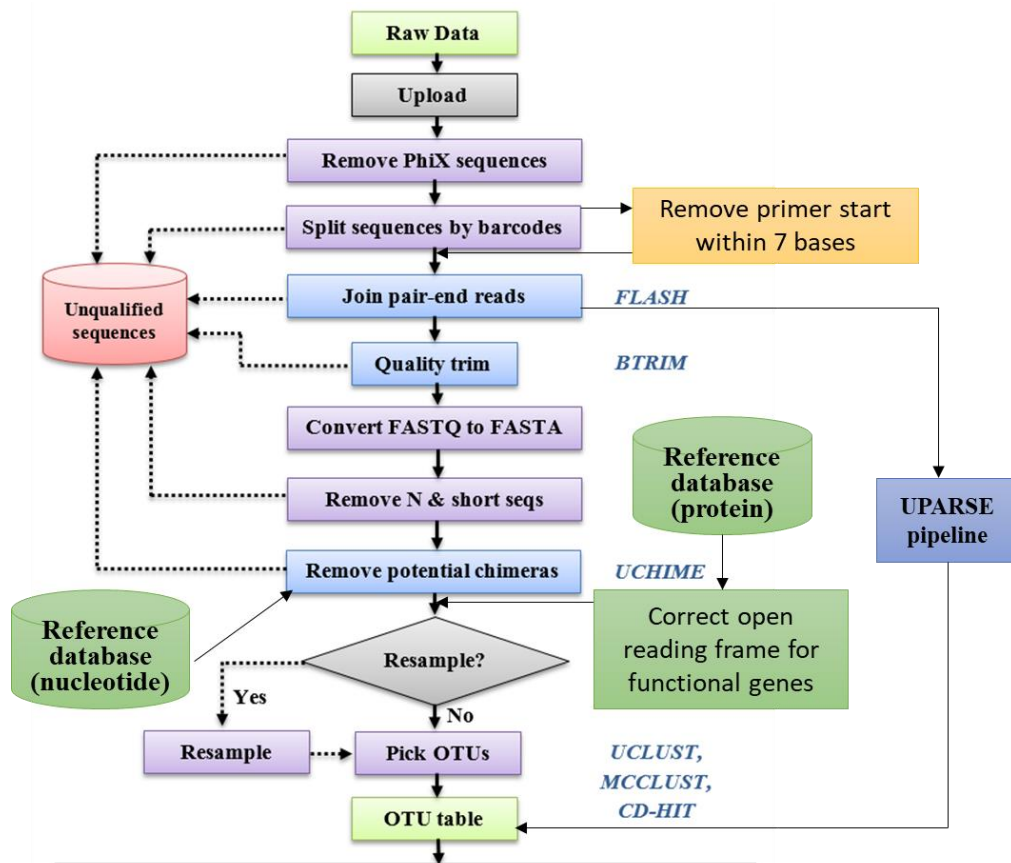 Raw Data
Upload
Remove PhiX sequences
Split sequences by barcodes
Remove primer start
within 7 bases
Join pair-end reads
FLASH
Unqualified
sequences
Quality trim
BTRIM
Convert FASTQ to FASTA
Reference
database
(protein)
Remove N & short seqs
UPARSE
pipeline
Remove potential chimeras
UCHIME
Reference
database
(nucleotide)
Correct open
reading frame for
functional genes
Resample?
Yes
No
Resample
Pick OTUs
UCLUST,
MCCLUST,
CD-HIT
OTU table